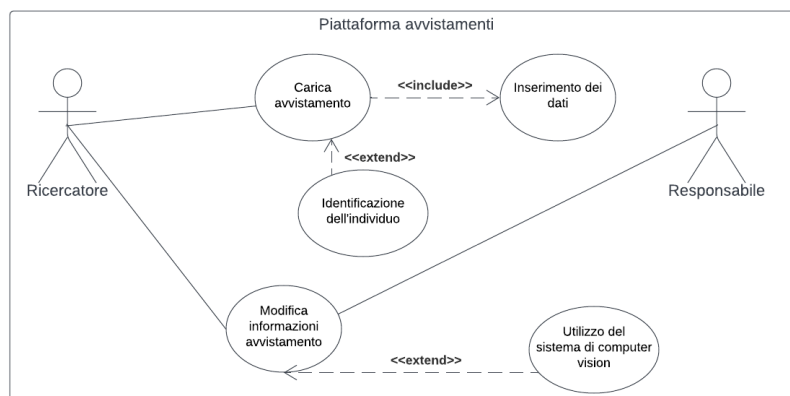 Piattaforma avvistamenti
Carica
avvistamento
<<include>>
Inserimento dei
dati
<<extend>>
Ricercatore
Responsabile
Identificazione
dell'individuo
Modifica
informazioni
avvistamento
Utilizzo del
sistema di computer
vision
<<extend>>